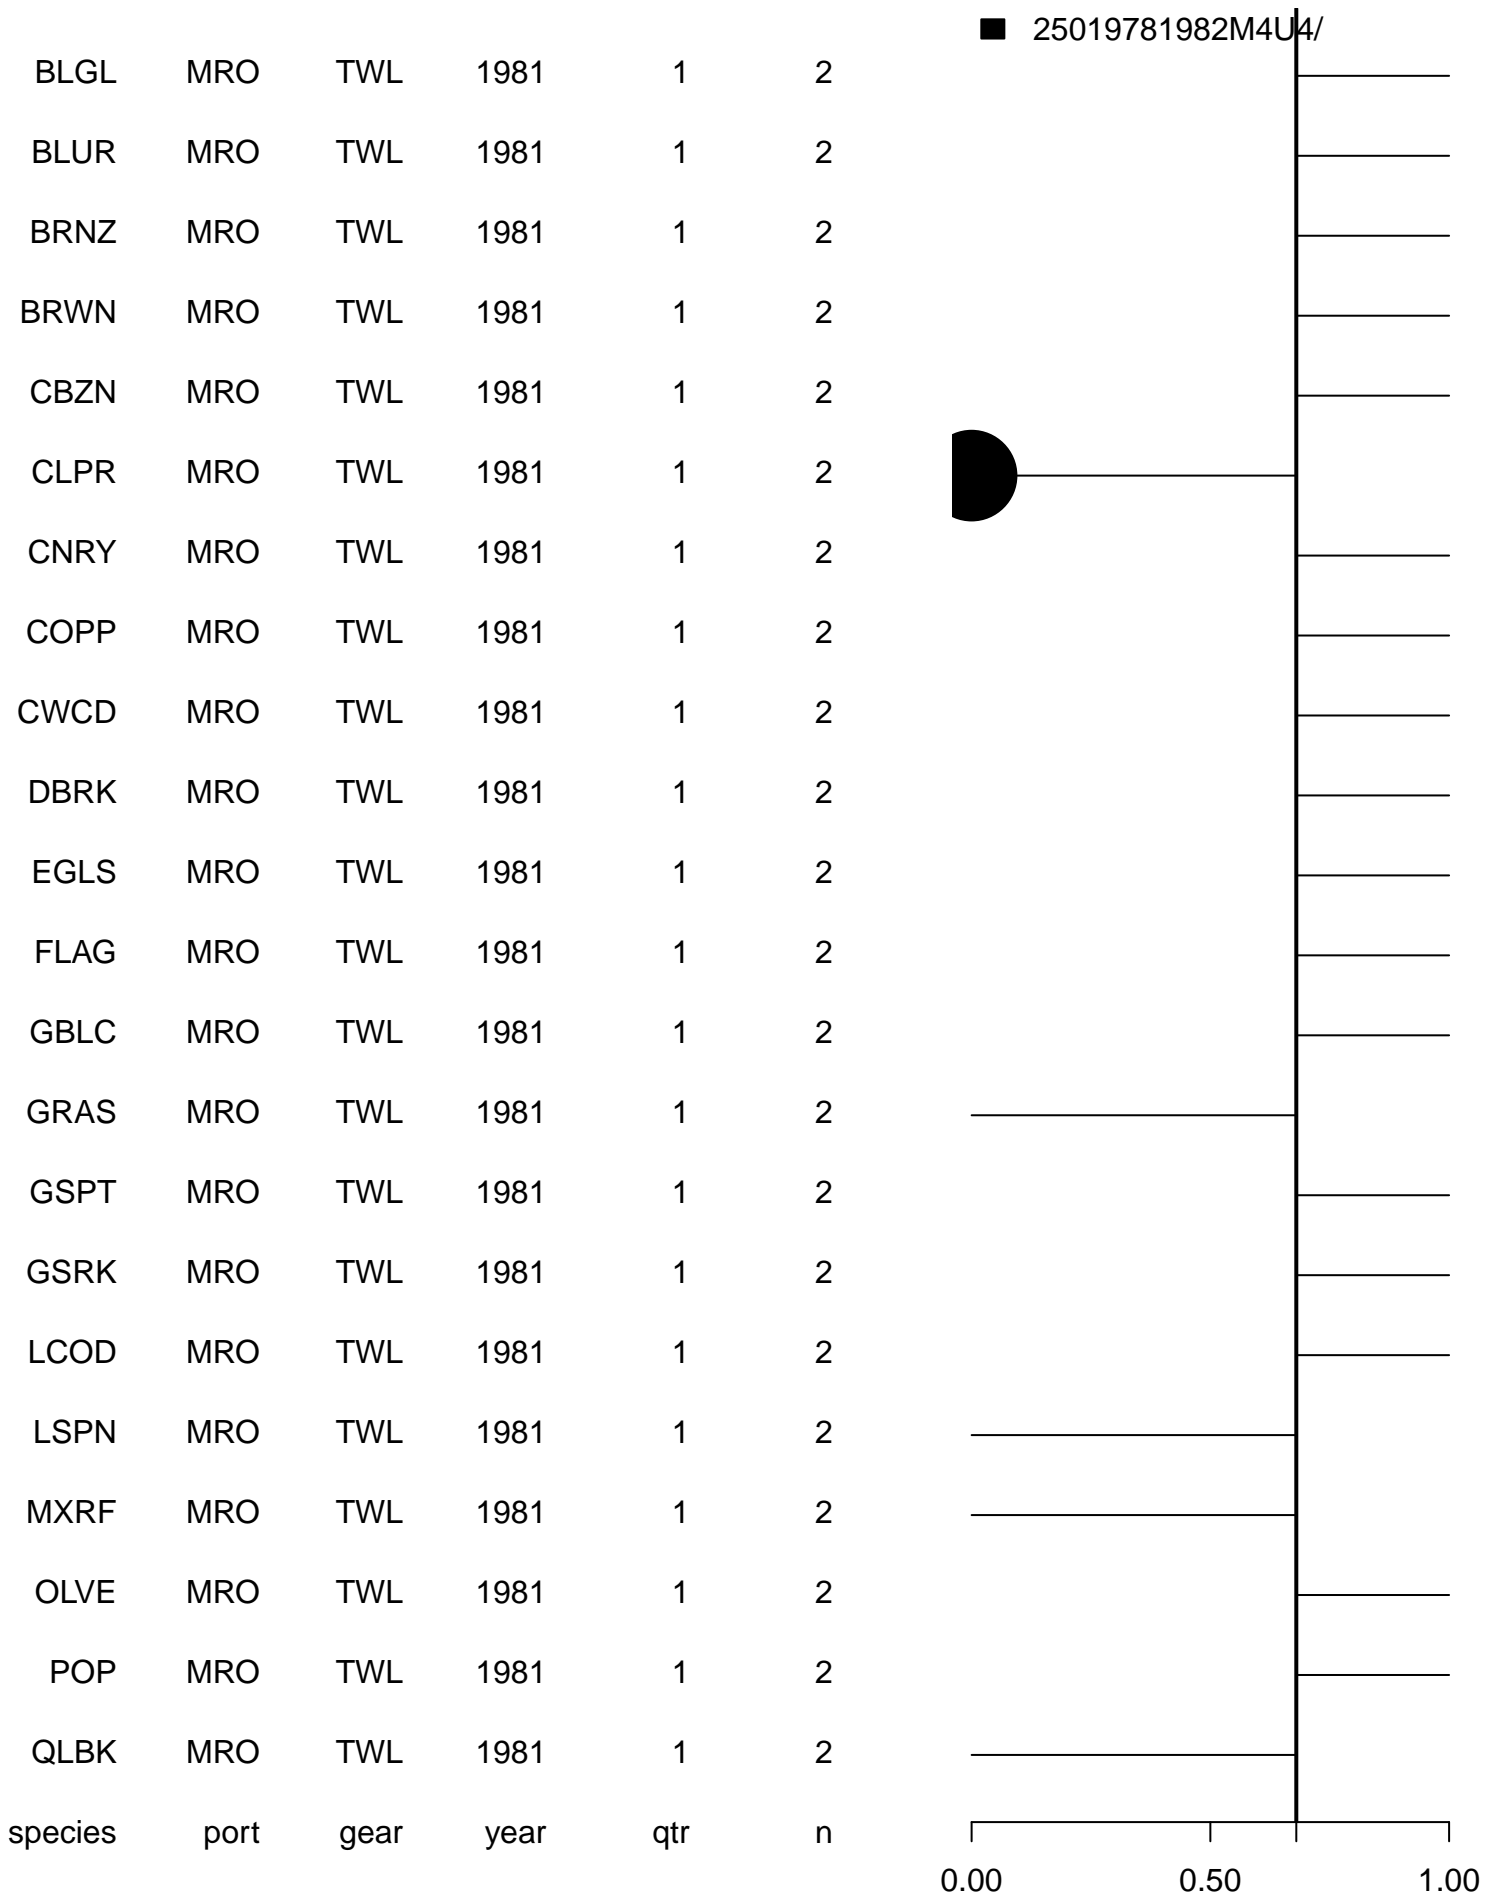 25019781982M4U4/
BLGL MRO TWL 1981 1 2
BLUR MRO TWL 1981 1 2
BRNZ MRO TWL 1981 1 2
BRWN MRO TWL 1981 1 2
CBZN MRO TWL 1981 1 2
CLPR MRO TWL 1981 1 2
CNRY MRO TWL 1981 1 2
COPP MRO TWL 1981 1 2
CWCD MRO TWL 1981 1 2
DBRK MRO TWL 1981 1 2
EGLS MRO TWL 1981 1 2
FLAG MRO TWL 1981 1 2
GBLC MRO TWL 1981 1 2
GRAS MRO TWL 1981 1 2
GSPT MRO TWL 1981 1 2
GSRK MRO TWL 1981 1 2
LCOD MRO TWL 1981 1 2
LSPN MRO TWL 1981 1 2
MXRF MRO TWL 1981 1 2
OLVE MRO TWL 1981 1 2
POP MRO TWL 1981 1 2
QLBK MRO TWL 1981 1 2
species port gear year qtr n
0.00 0.50 1.00